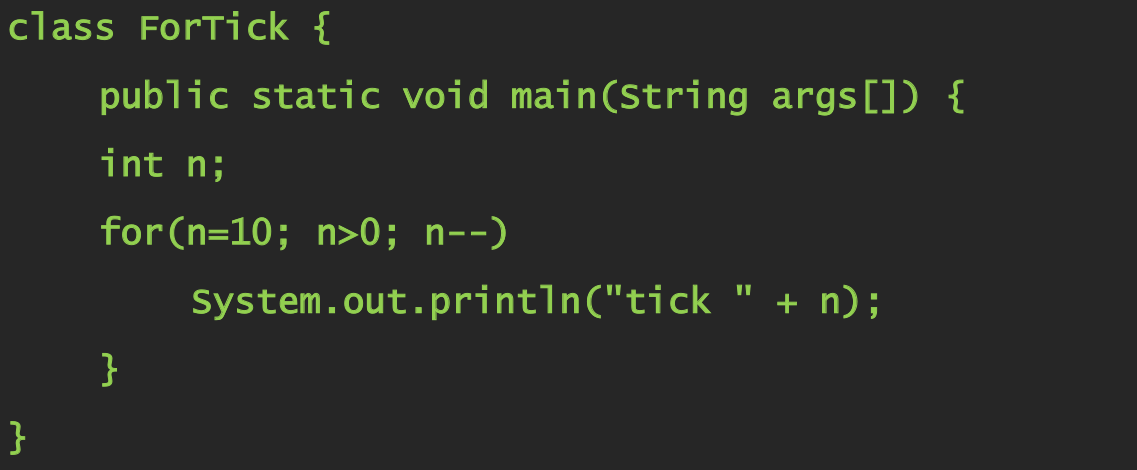 class ForTick {
public static void main(String args[]) {
int n;
for(n=10; n>0; n--)
System.out.println("tick " + n);
}
}